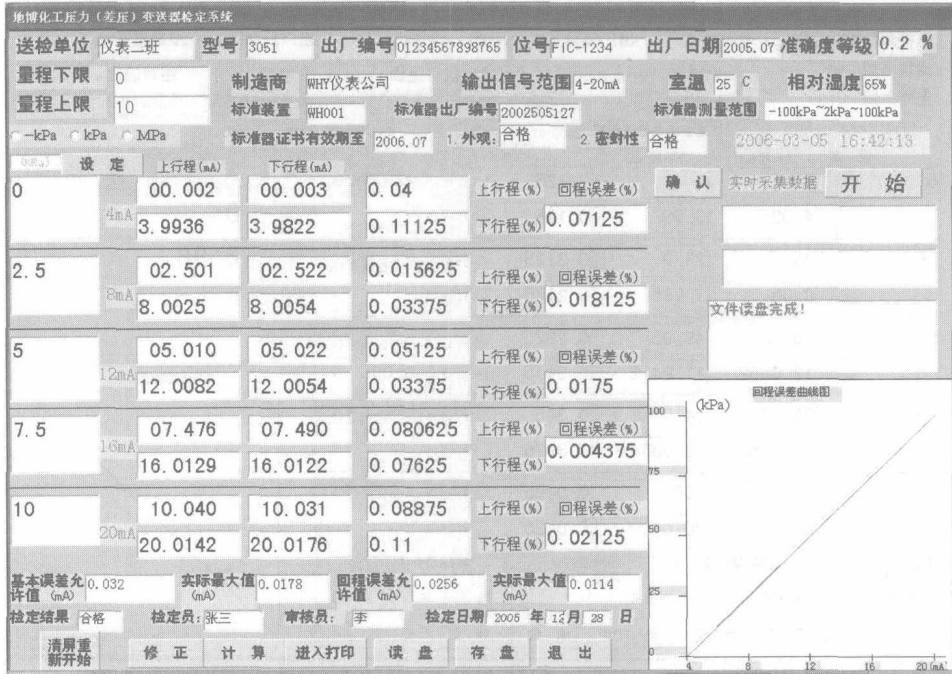 地博化工压力（差压）变送器检定系统
送检单位 仪表二班 型号 3051 出厂编号 01234567898765 位号 FIC-1234 出厂日期 2005.07 准确度等级 0.2 %
量程下限 0 制造商 WHY仪表公司 输出信号范围 4-20mA 室温 25 C 相对湿度 65%
量程上限 10 标准装置 WH001 标准器出厂编号 2002505127 标准器测量范围 -100kPa~2kPa~100kPa
-kPa kPa MPa 标准器证书有效期至 2006.07 1.外观: 合格 2.密封性 合格 2006-03-05 16:42:13
设 定 上行程(mA) 下行程(mA) 确 认 实时采集数据 开 始
0 00.002 00.003 0.04 上行程(%) 回程误差(%)
4mA 3.9936 3.9822 0.11125 下行程(%) 0.07125
2.5 02.501 02.522 0.015625 上行程(%) 回程误差(%)
8mA 8.0025 8.0054 0.03375 下行程(%) 0.018125
文件读盘完成!
5 05.010 05.022 0.05125 上行程(%) 回程误差(%)
12mA 12.0082 12.0054 0.03375 下行程(%) 0.0175
7.5 07.476 07.490 0.080625 上行程(%) 回程误差(%)
16mA 16.0129 16.0122 0.07625 下行程(%) 0.004375
10 10.040 10.031 0.08875 上行程(%) 回程误差(%)
20mA 20.0142 20.0176 0.11 下行程(%) 0.02125
回程误差曲线图
(kPa)
100
75
50
25
0
4 8 12 16 20 (mA)
基本误差允许值 (mA) 0.032 实际最大值 (mA) 0.0178 回程误差允许值 (mA) 0.0256 实际最大值 (mA) 0.0114
检定结果 合格 检定员: 张三 审核员: 李 检定日期 2005 年 12 月 28 日
清屏重新开始 修 正 计 算 进入打印 读 盘 存 盘 退 出